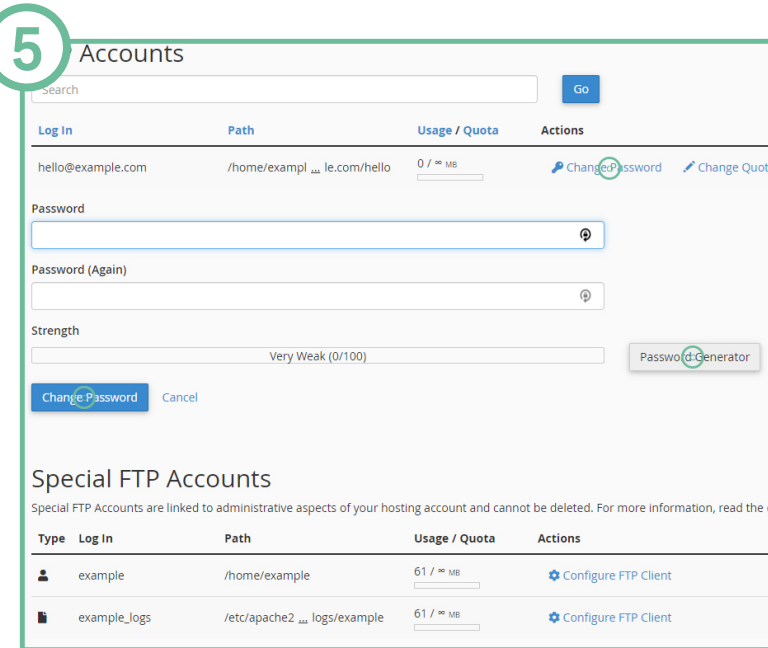 5
Accounts
Search
Go
Log In Path Usage / Quota Actions
hello@example.com /home/exampl ... le.com/hello 0 / ∞ MB Change Password Change Quot
Password
Password (Again)
Strength
Very Weak (0/100)
Password Generator
Change Password Cancel
Special FTP Accounts
Special FTP Accounts are linked to administrative aspects of your hosting account and cannot be deleted. For more information, read the
Type Log In Path Usage / Quota Actions
example /home/example 61 / ∞ MB Configure FTP Client
example_logs /etc/apache2 ... logs/example 61 / ∞ MB Configure FTP Client